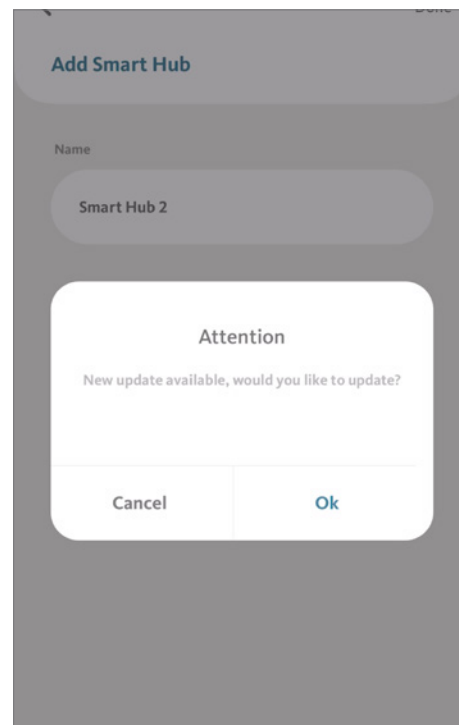 Add Smart Hub
Name
Smart Hub 2
Attention
New update available, would you like to update?
Cancel
Ok